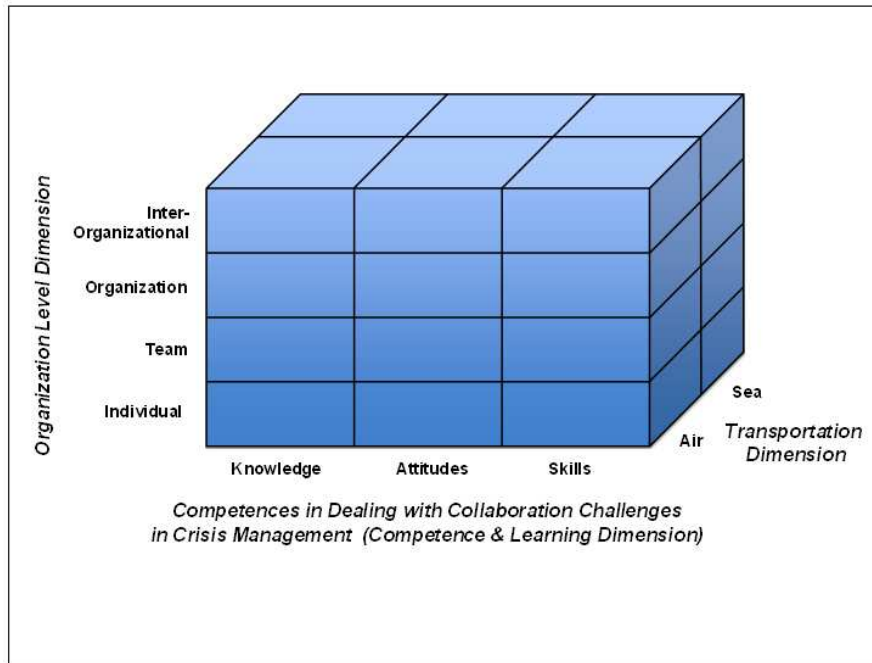 Organization Level Dimension
Inter-
Organizational
Organization
Team
Individual
Knowledge Attitudes Skills
Air
Sea
Transportation
Dimension
Competences in Dealing with Collaboration Challenges
in Crisis Management (Competence & Learning Dimension)